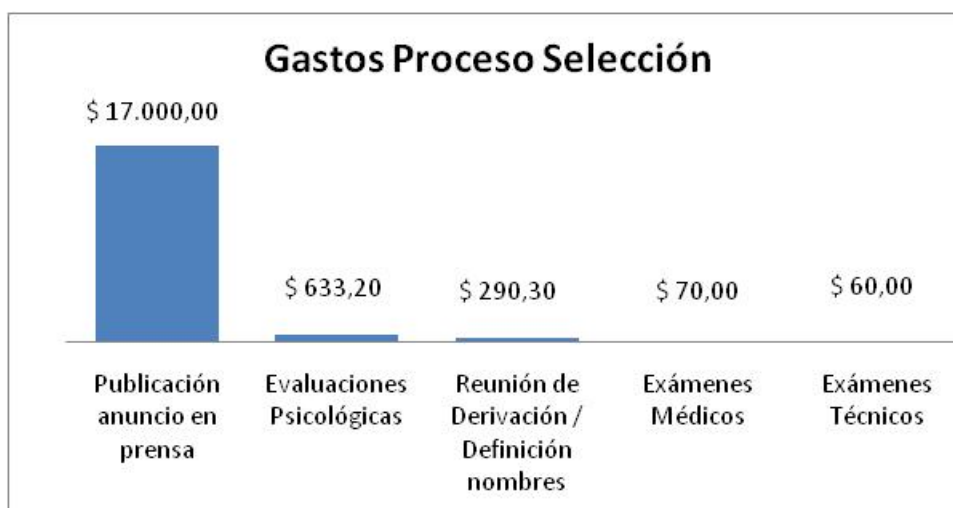 Gastos Proceso Selección
$ 17.000,00
$ 633,20
$ 290,30
$ 70,00
$ 60,00
Publicación
anuncio en
prensa
Evaluaciones
Psicológicas
Reunión de
Derivación /
Definición
nombres
Exámenes
Médicos
Exámenes
Técnicos